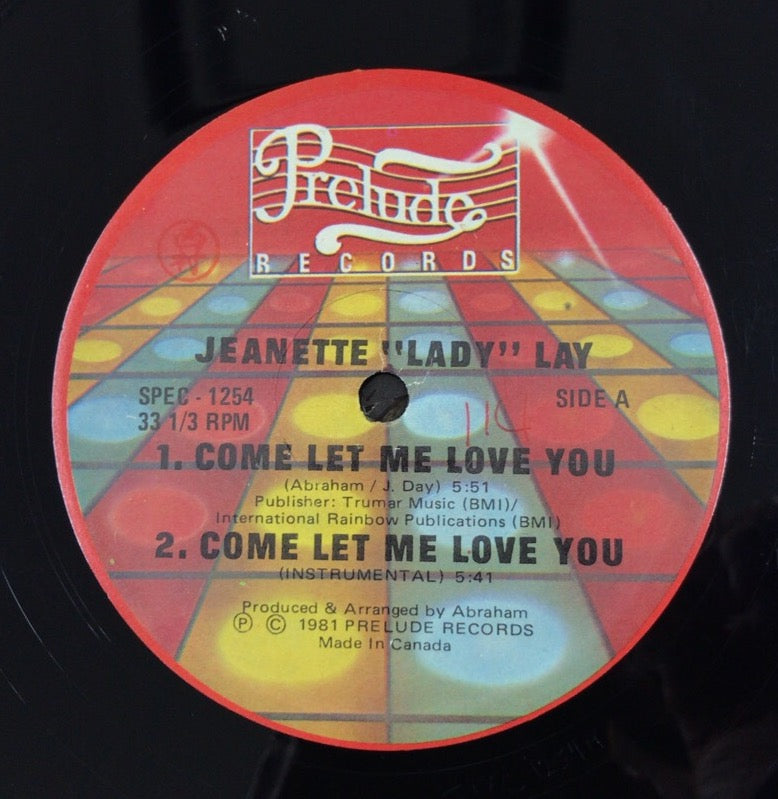 Prelude
RECORDS
JEANETTE "LADY" LAY
SPEC - 1254
SIDE A
33 1/3 RPM
114
1. COME LET ME LOVE YOU
(Abraham / J. Day) 5:51
Publisher: Trumar Music (BMI)/
International Rainbow Publications (BMI)
2. COME LET ME LOVE YOU
(INSTRUMENTAL) 5:41
Produced & Arranged by Abraham
Ⓟ © 1981 PRELUDE RECORDS
Made In Canada